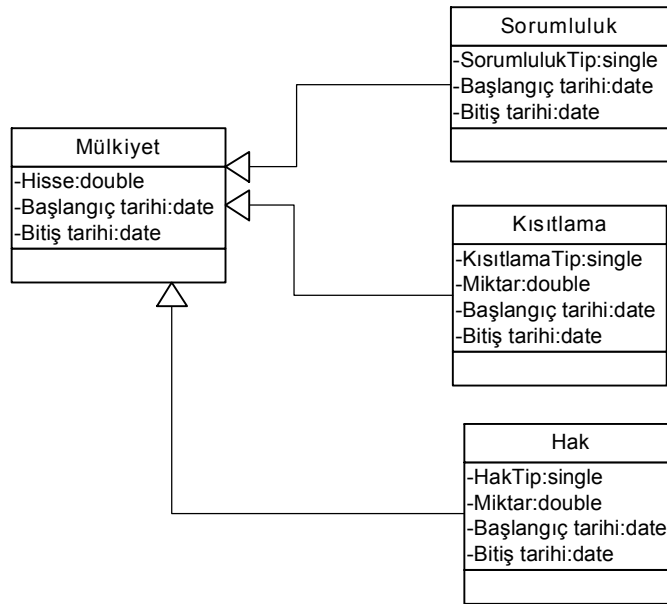 Sorumluluk
-SorumlulukTip:single
-Başlangıç tarihi:date
-Bitiş tarihi:date
Mülkiyet
-Hisse:double
-Başlangıç tarihi:date
-Bitiş tarihi:date
Kısıtlama
-KısıtlamaTip:single
-Miktar:double
-Başlangıç tarihi:date
-Bitiş tarihi:date
Hak
-HakTip:single
-Miktar:double
-Başlangıç tarihi:date
-Bitiş tarihi:date